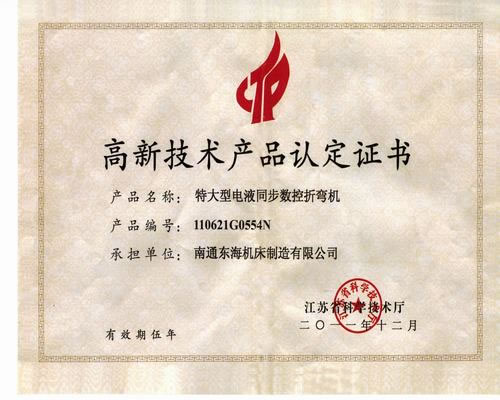 高新技术产品认定证书
产品名称：特大型电液同步数控折弯机
产品编号：110621G0554N
承担单位：南通东海机床制造有限公司
江苏省科学技术厅
二〇一一年十二月
有效期伍年